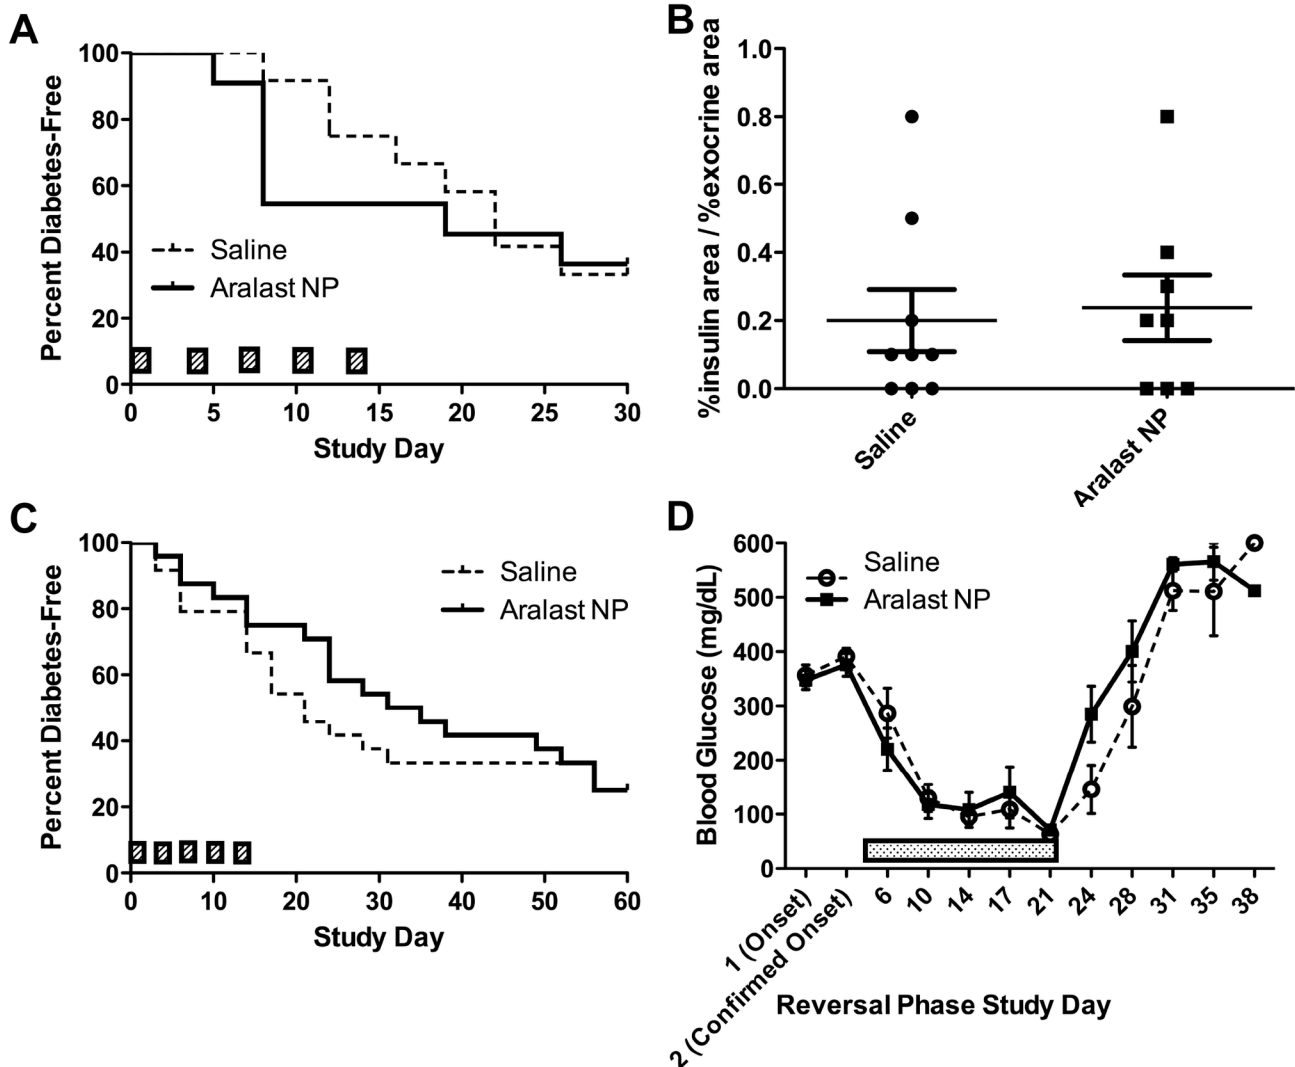 A
Percent Diabetes-Free
100
80
60
40
20
0
Saline
Aralast NP
0 5 10 15 20 25 30
Study Day
B
%insulin area / %exocrine area
1.0
0.8
0.6
0.4
0.2
0.0
Saline
Aralast NP
C
Percent Diabetes-Free
100
80
60
40
20
0
Saline
Aralast NP
0 10 20 30 40 50 60
Study Day
D
Blood Glucose (mg/dL)
600
500
400
300
200
100
0
Saline
Aralast NP
1 (Onset)
2 (Confirmed Onset)
6
10
14
17
21
24
28
31
35
38
Reversal Phase Study Day